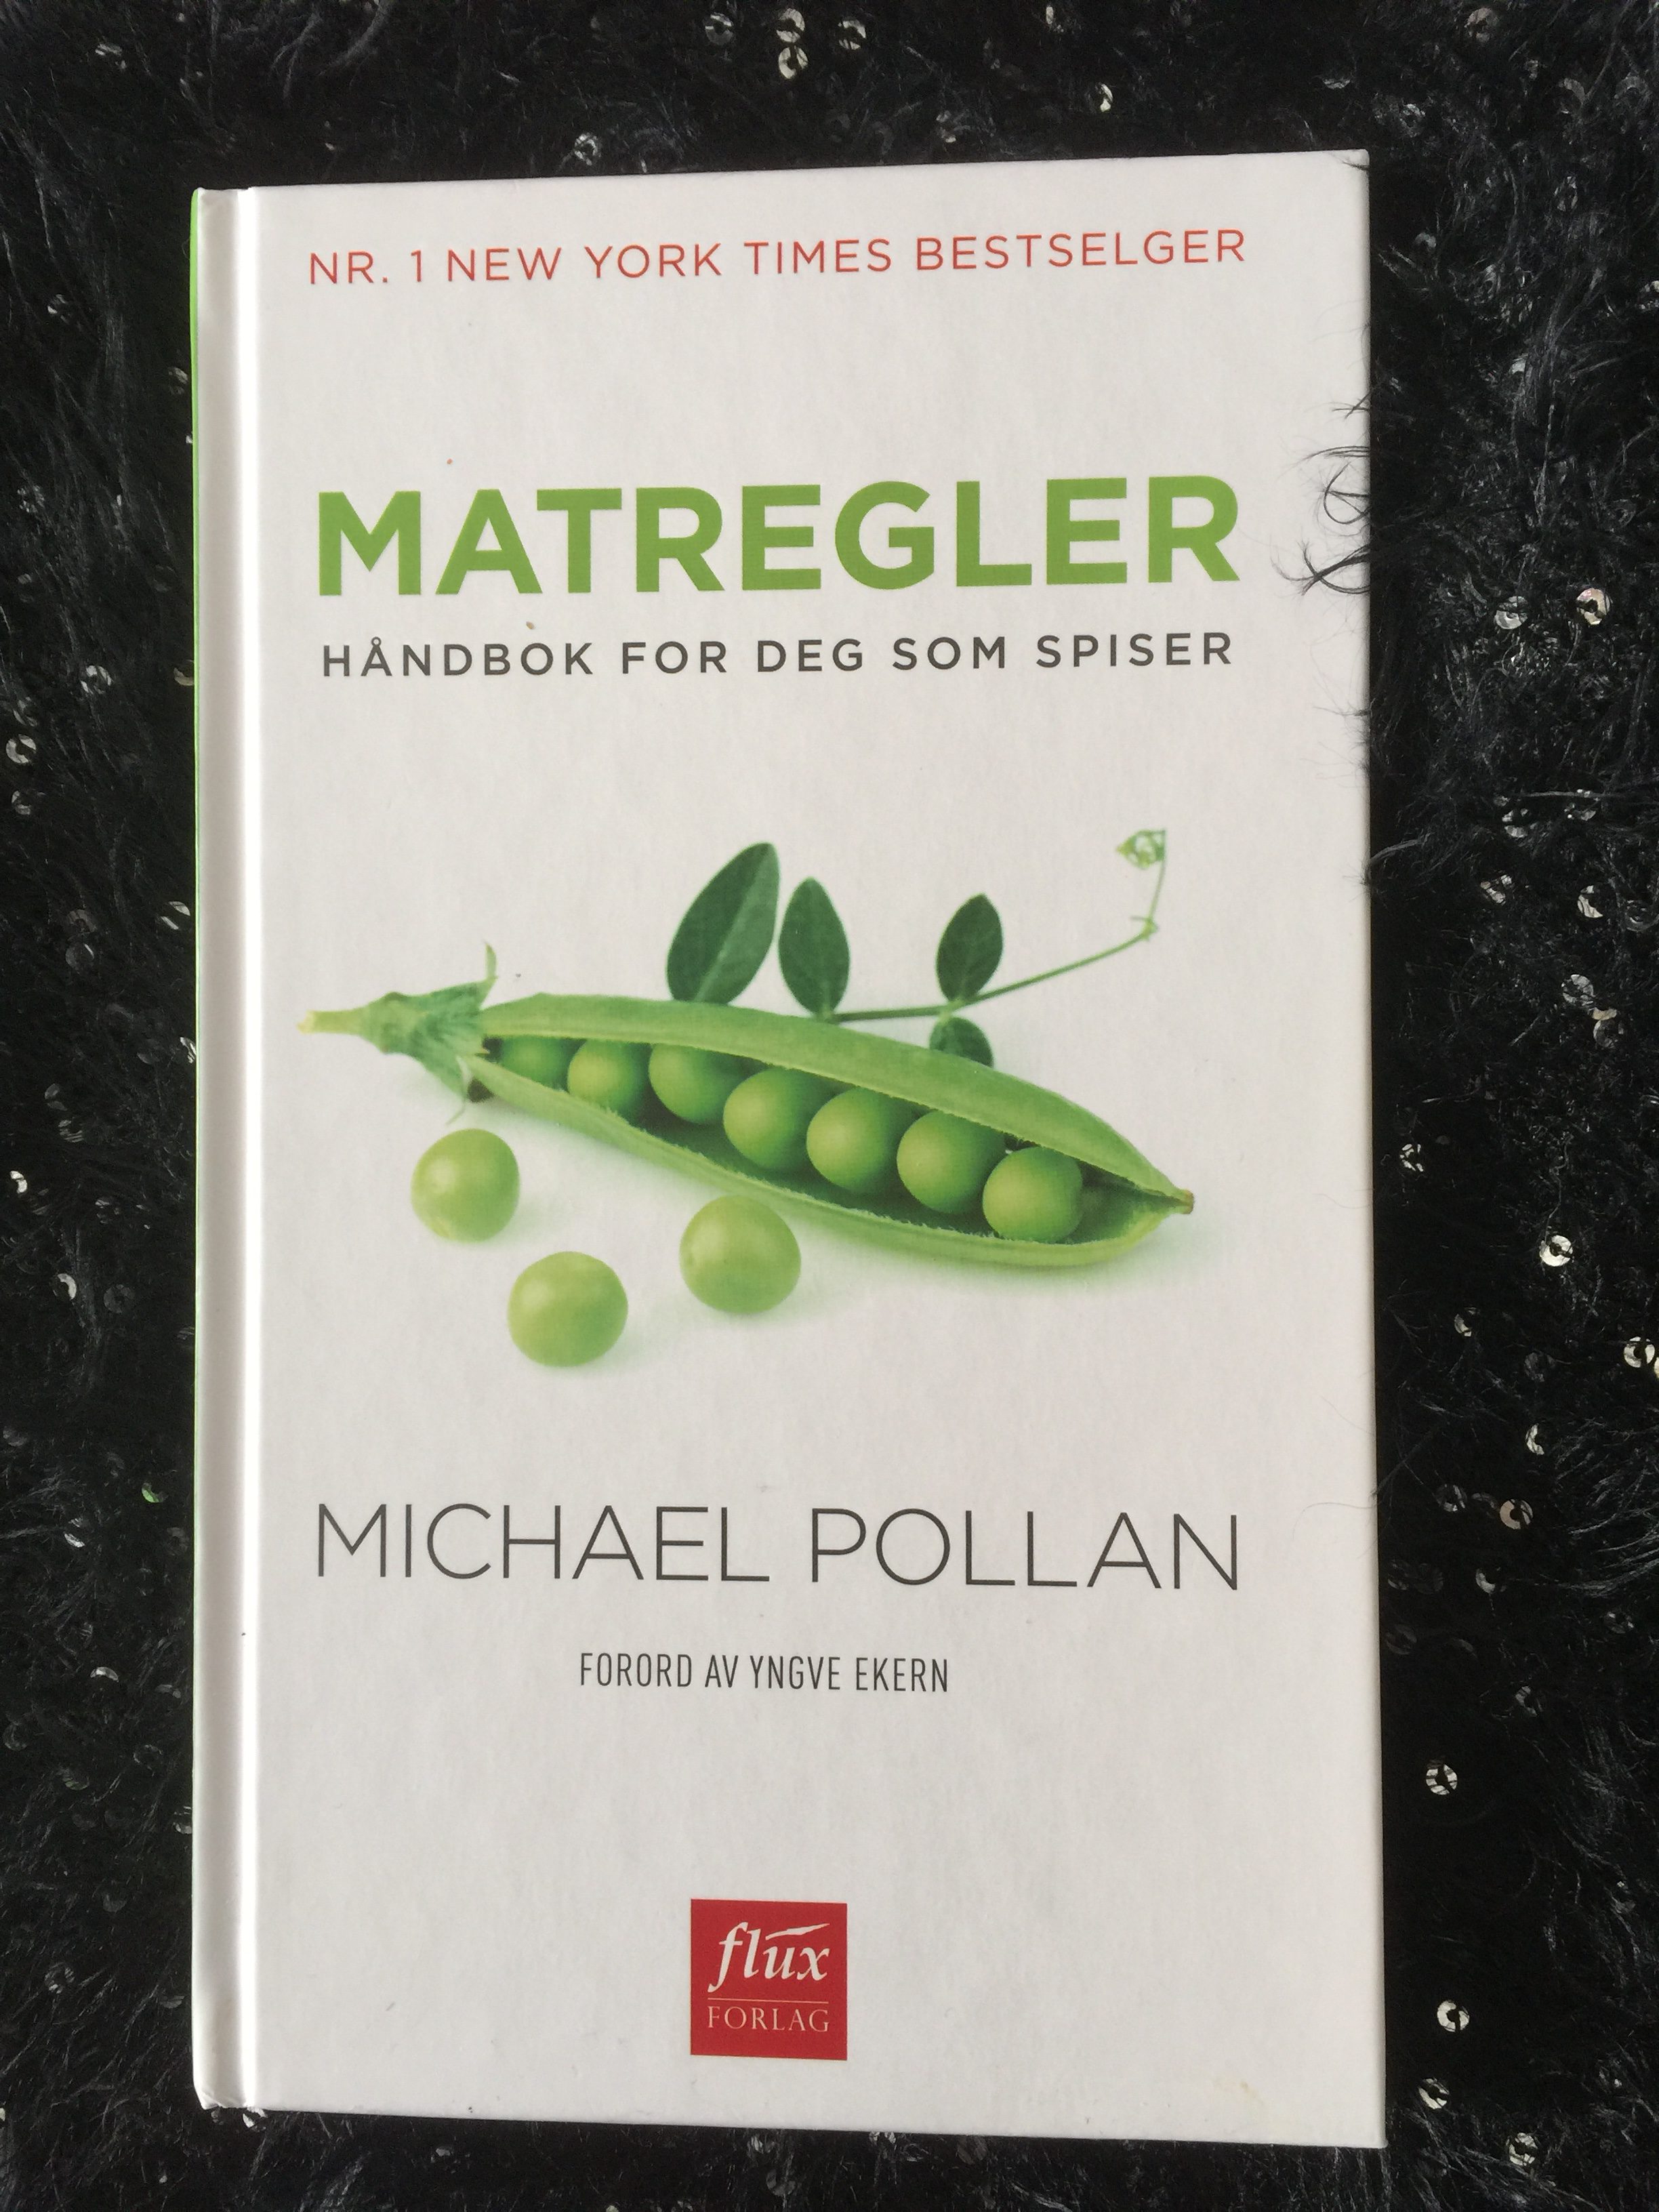 NR. 1 NEW YORK TIMES BESTSELGER
MATREGLER
HÅNDBOK FOR DEG SOM SPISER
MICHAEL POLLAN
FORORD AV YNGVE EKERN
flux
FORLAG